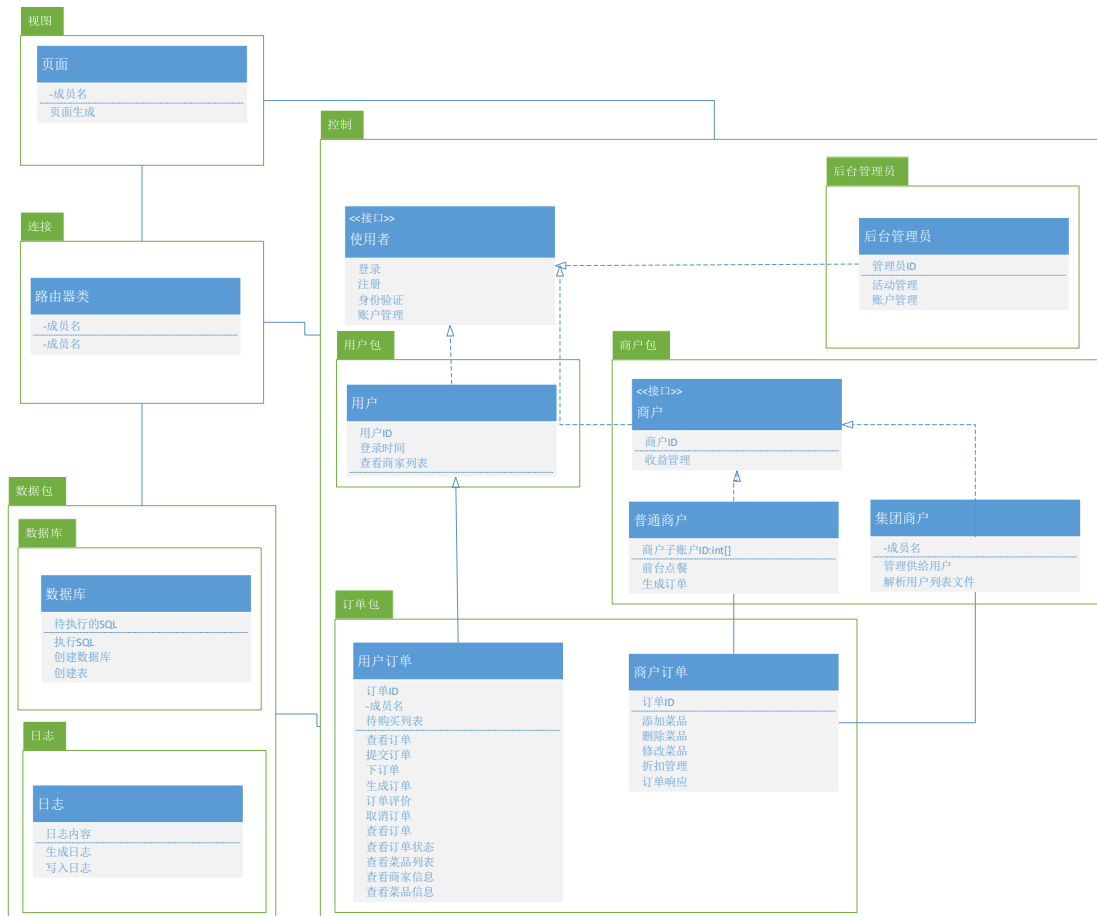 视图
页面
-成员名
页面生成
连接
路由器类
-成员名
-成员名
数据包
数据库
数据库
待执行的SQL
执行SQL
创建数据库
创建表
日志
日志
日志内容
生成日志
写入日志
控制
<<接口>>
使用者
登录
注册
身份验证
账户管理
后台管理员
后台管理员
管理员ID
活动管理
账户管理
用户包
用户
用户ID
登录时间
查看商家列表
商户包
<<接口>>
商户
商户ID
收益管理
普通商户
商户子账户ID:int[]
前台点餐
生成订单
集团商户
-成员名
管理供给用户
解析用户列表文件
订单包
用户订单
订单ID
-成员名
待购买列表
查看订单
提交订单
下订单
生成订单
订单评价
取消订单
查看订单
查看订单状态
查看菜品列表
查看商家信息
查看菜品信息
商户订单
订单ID
添加菜品
删除菜品
修改菜品
折扣管理
订单响应